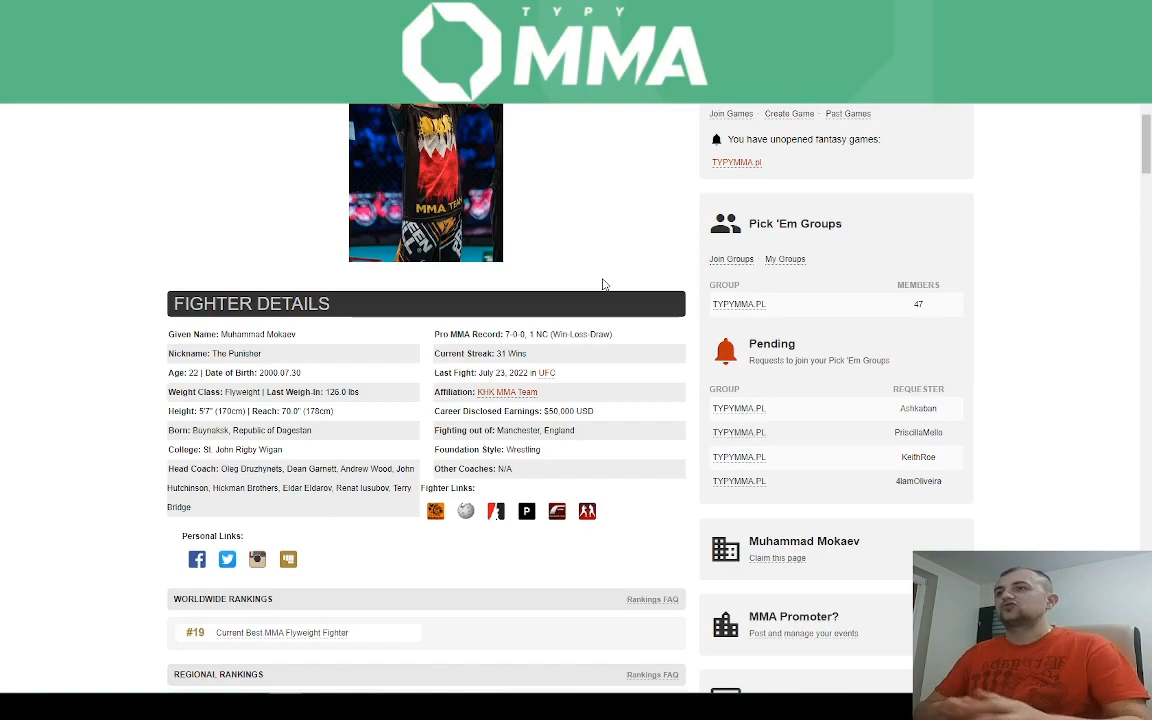 TYPY
MMA
MMA TEAM
Join Games · Create Game · Past Games
You have unopened fantasy games:
TYPYMMA.pl
Pick 'Em Groups
Join Groups · My Groups
GROUP MEMBERS
TYPYMMA.PL 47
Pending
Requests to join your Pick 'Em Groups
GROUP REQUESTER
TYPYMMA.PL Ashkaban
TYPYMMA.PL PriscillaMello
TYPYMMA.PL KeithRoe
TYPYMMA.PL 4IamOliveira
Muhammad Mokaev
Claim this page
MMA Promoter?
Post and manage your events
FIGHTER DETAILS
Given Name: Muhammad Mokaev Pro MMA Record: 7-0-0, 1 NC (Win-Loss-Draw)
Nickname: The Punisher Current Streak: 31 Wins
Age: 22 | Date of Birth: 2000.07.30 Last Fight: July 23, 2022 in UFC
Weight Class: Flyweight | Last Weigh-In: 126.0 lbs Affiliation: KHK MMA Team
Height: 5'7" (170cm) | Reach: 70.0" (178cm) Career Disclosed Earnings: $50,000 USD
Born: Buynaksk, Republic of Dagestan Fighting out of: Manchester, England
College: St. John Rigby Wigan Foundation Style: Wrestling
Head Coach: Oleg Druzhynets, Dean Garnett, Andrew Wood, John Other Coaches: N/A
Hutchinson, Hickman Brothers, Eldar Eldarov, Renat Iusubov, Terry Fighter Links:
Bridge
Personal Links:
WORLDWIDE RANKINGS Rankings FAQ
#19 Current Best MMA Flyweight Fighter
REGIONAL RANKINGS Rankings FAQ